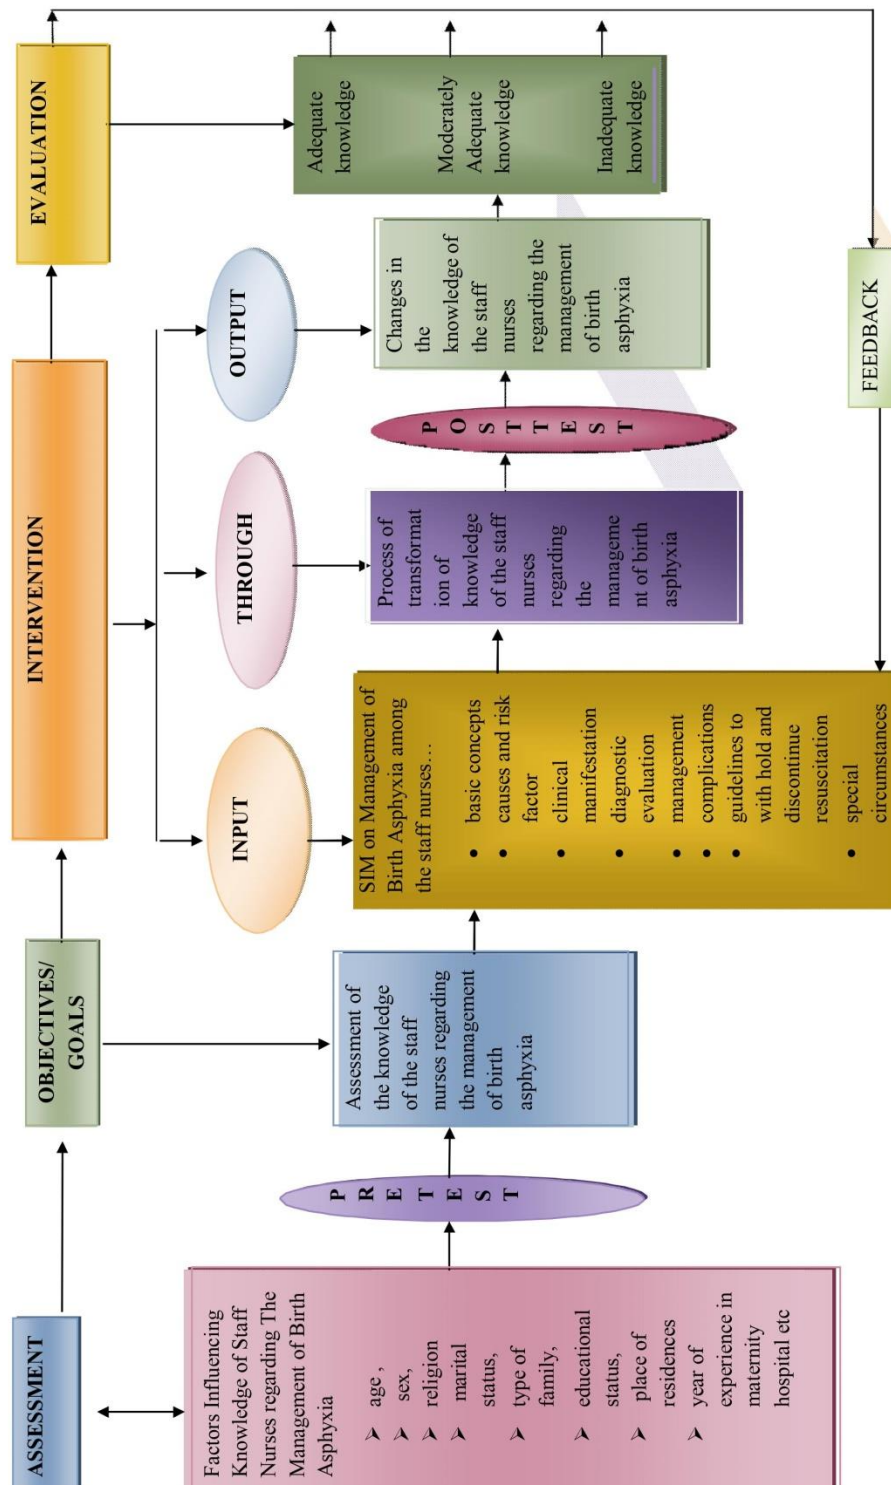 ASSESSMENT
OBJECTIVES/
GOALS
INTERVENTION
EVALUATION
INPUT
THROUGH
OUTPUT
Factors Influencing
Knowledge of Staff
Nurses regarding The
Management of Birth
Asphyxia
➢ age ,
➢ sex,
➢ religion
➢ marital
status,
➢ type of
family,
➢ educational
status,
➢ place of
residences
➢ year of
experience in
maternity
hospital etc
P
R
E
T
E
S
T
Assessment of
the knowledge
of the staff
nurses regarding
the management
of birth
asphyxia
SIM on Management of
Birth Asphyxia among
the staff nurses…
• basic concepts
• causes and risk
factor
• clinical
manifestation
• diagnostic
evaluation
• management
• complications
• guidelines to
with hold and
discontinue
resuscitation
• special
circumstances
Process of
transformat
ion of
knowledge
of the staff
nurses
regarding
the
manageme
nt of birth
asphyxia
P
O
S
T
T
E
S
T
Changes in
the
knowledge of
the staff
nurses
regarding the
management
of birth
asphyxia
Adequate
knowledge
Moderately
Adequate
knowledge
Inadequate
knowledge
FEEDBACK